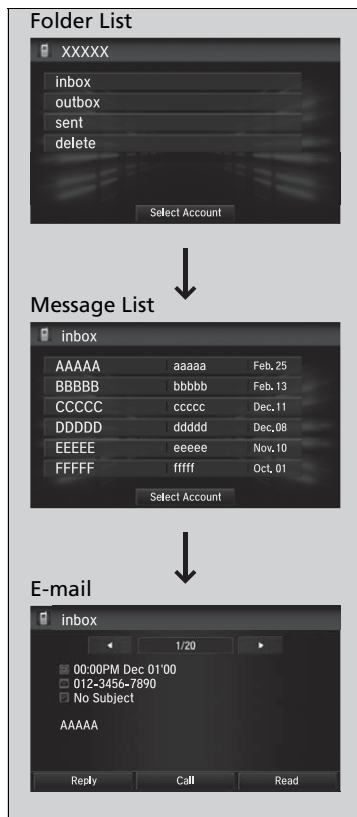 Folder List
XXXXX
inbox
outbox
sent
delete
Select Account
Message List
inbox
AAAAA aaaaa Feb. 25
BBBBB bbbbb Feb. 13
CCCCC ccccc Dec. 11
DDDDD ddddd Dec. 08
EEEEE eeeee Nov. 10
FFFFF fffff Oct. 01
Select Account
E-mail
inbox
1/20
00:00PM Dec 01'00
012-3456-7890
No Subject
AAAAA
Reply Call Read